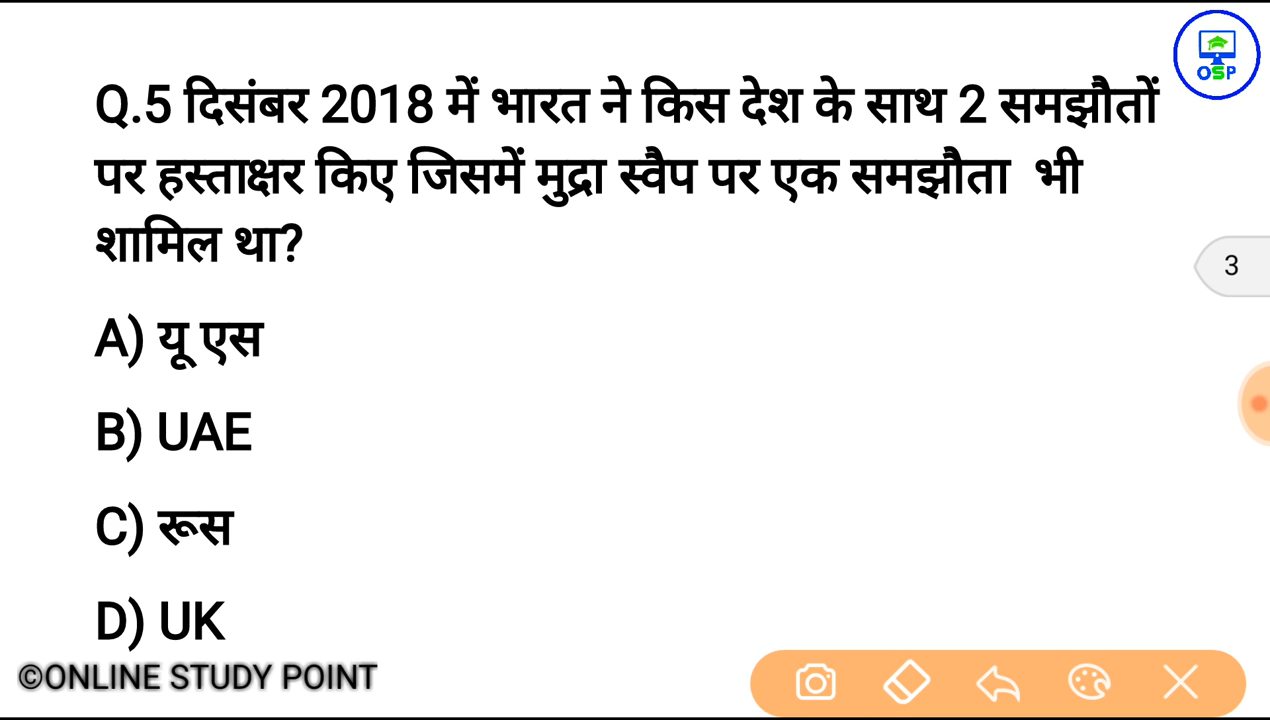 OSP
Q.5 दिसंबर 2018 में भारत ने किस देश के साथ 2 समझौतों
पर हस्ताक्षर किए जिसमें मुद्रा स्वैप पर एक समझौता भी
शामिल था?
3
A) यू एस
B) UAE
C) रूस
D) UK
©ONLINE STUDY POINT